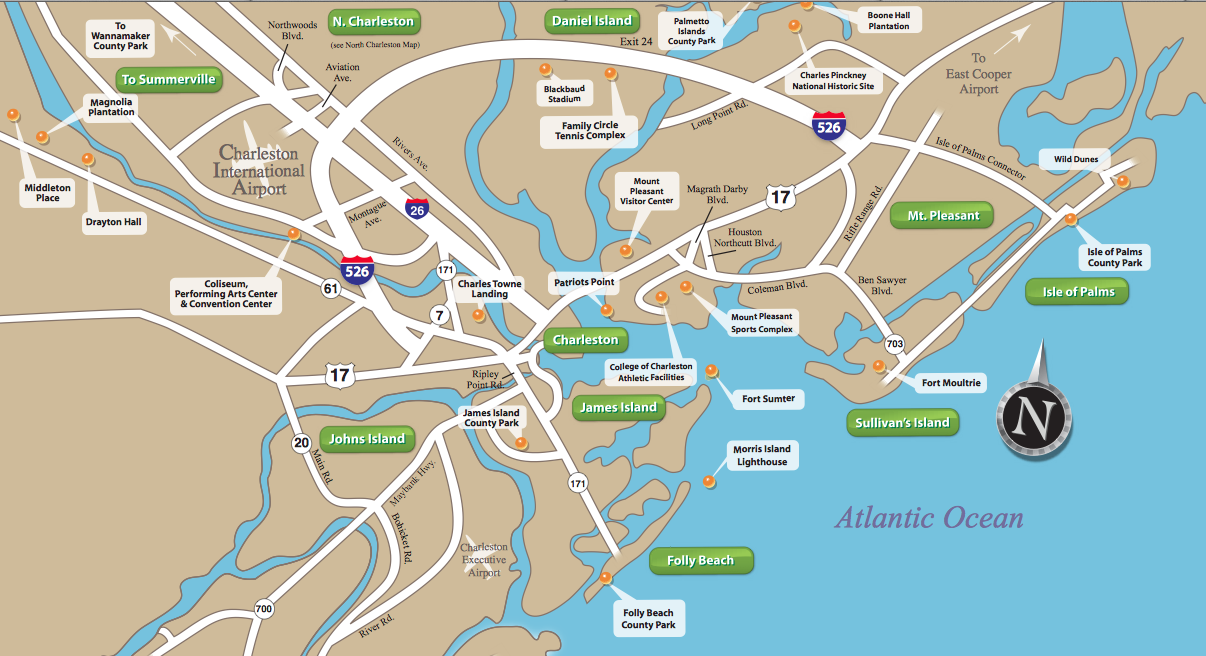 To
Wannamaker
County Park
Northwoods
Blvd.
N. Charleston
(see North Charleston Map)
Daniel Island
Exit 24
Palmetto
Islands
County Park
Boone Hall
Plantation
To Summerville
Aviation
Ave.
Blackbaud
Stadium
Charles Pinckney
National Historic Site
To
East Cooper
Airport
Magnolia
Plantation
Family Circle
Tennis Complex
Long Point Rd.
526
Charleston
International
Airport
Rivers Ave.
Isle of Palms Connector
Wild Dunes
Middleton
Place
Drayton Hall
Montague
Ave.
26
Mount
Pleasant
Visitor Center
Magrath Darby
Blvd.
17
Rifle Range Rd.
Mt. Pleasant
Houston
Northcutt Blvd.
Isle of Palms
County Park
Coliseum,
Performing Arts Center
& Convention Center
61
526
171
Charles Towne
Landing
Patriots Point
Coleman Blvd.
Ben Sawyer
Blvd.
Isle of Palms
7
Mount Pleasant
Sports Complex
Charleston
703
17
Ripley
Point Rd.
College of Charleston
Athletic Facilities
Fort Sumter
Fort Moultrie
N
James Island
County Park
James Island
Sullivan's Island
20
Johns Island
Main Rd.
Maybank Hwy.
Morris Island
Lighthouse
171
Atlantic Ocean
Bohicket Rd.
Charleston
Executive
Airport
Folly Beach
700
River Rd.
Folly Beach
County Park